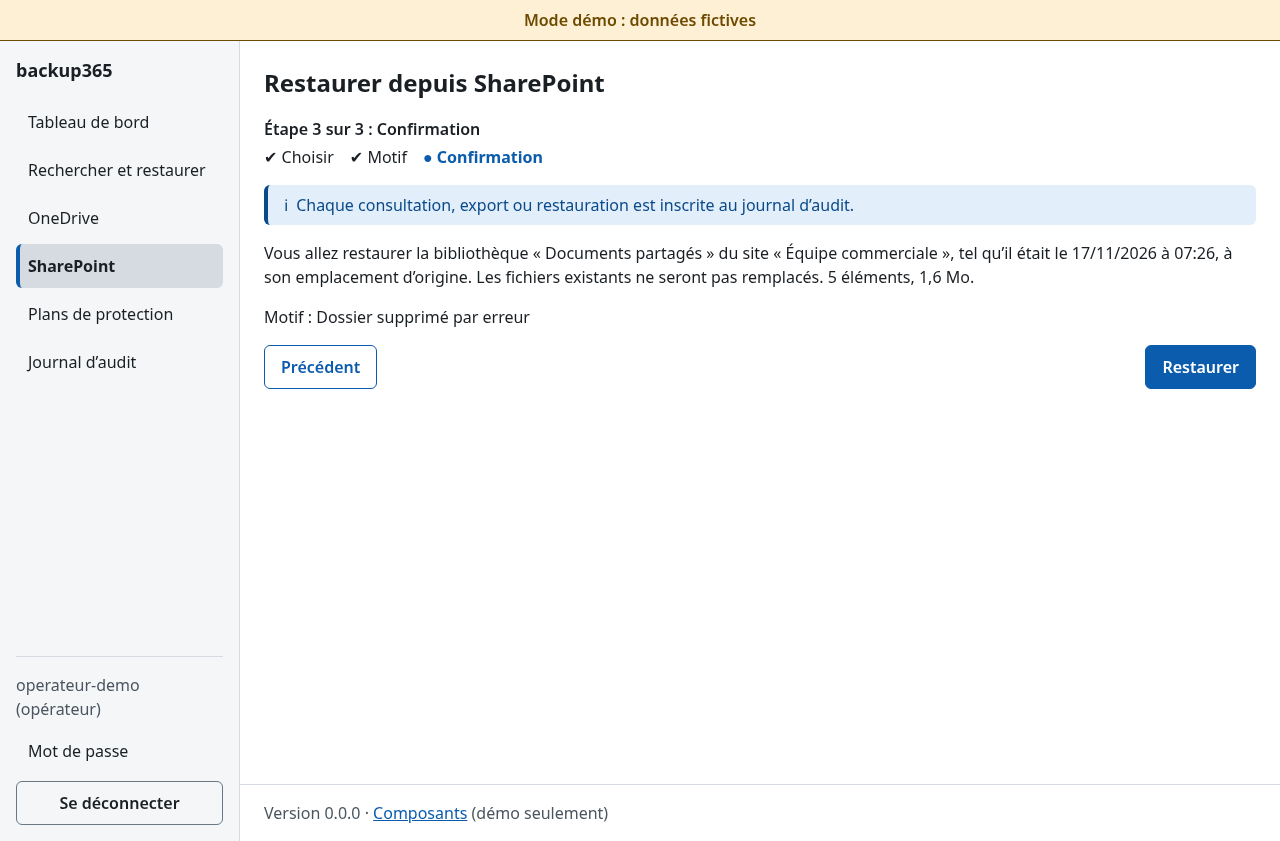 Mode démo : données fictives
backup365
Tableau de bord
Rechercher et restaurer
OneDrive
SharePoint
Plans de protection
Journal d’audit
operateur-demo
(opérateur)
Mot de passe
Se déconnecter
Restaurer depuis SharePoint
Étape 3 sur 3 : Confirmation
✔ Choisir ✔ Motif ● Confirmation
i Chaque consultation, export ou restauration est inscrite au journal d’audit.
Vous allez restaurer la bibliothèque « Documents partagés » du site « Équipe commerciale », tel qu’il était le 17/11/2026 à 07:26, à
son emplacement d’origine. Les fichiers existants ne seront pas remplacés. 5 éléments, 1,6 Mo.
Motif : Dossier supprimé par erreur
Précédent
Restaurer
Version 0.0.0 · Composants (démo seulement)